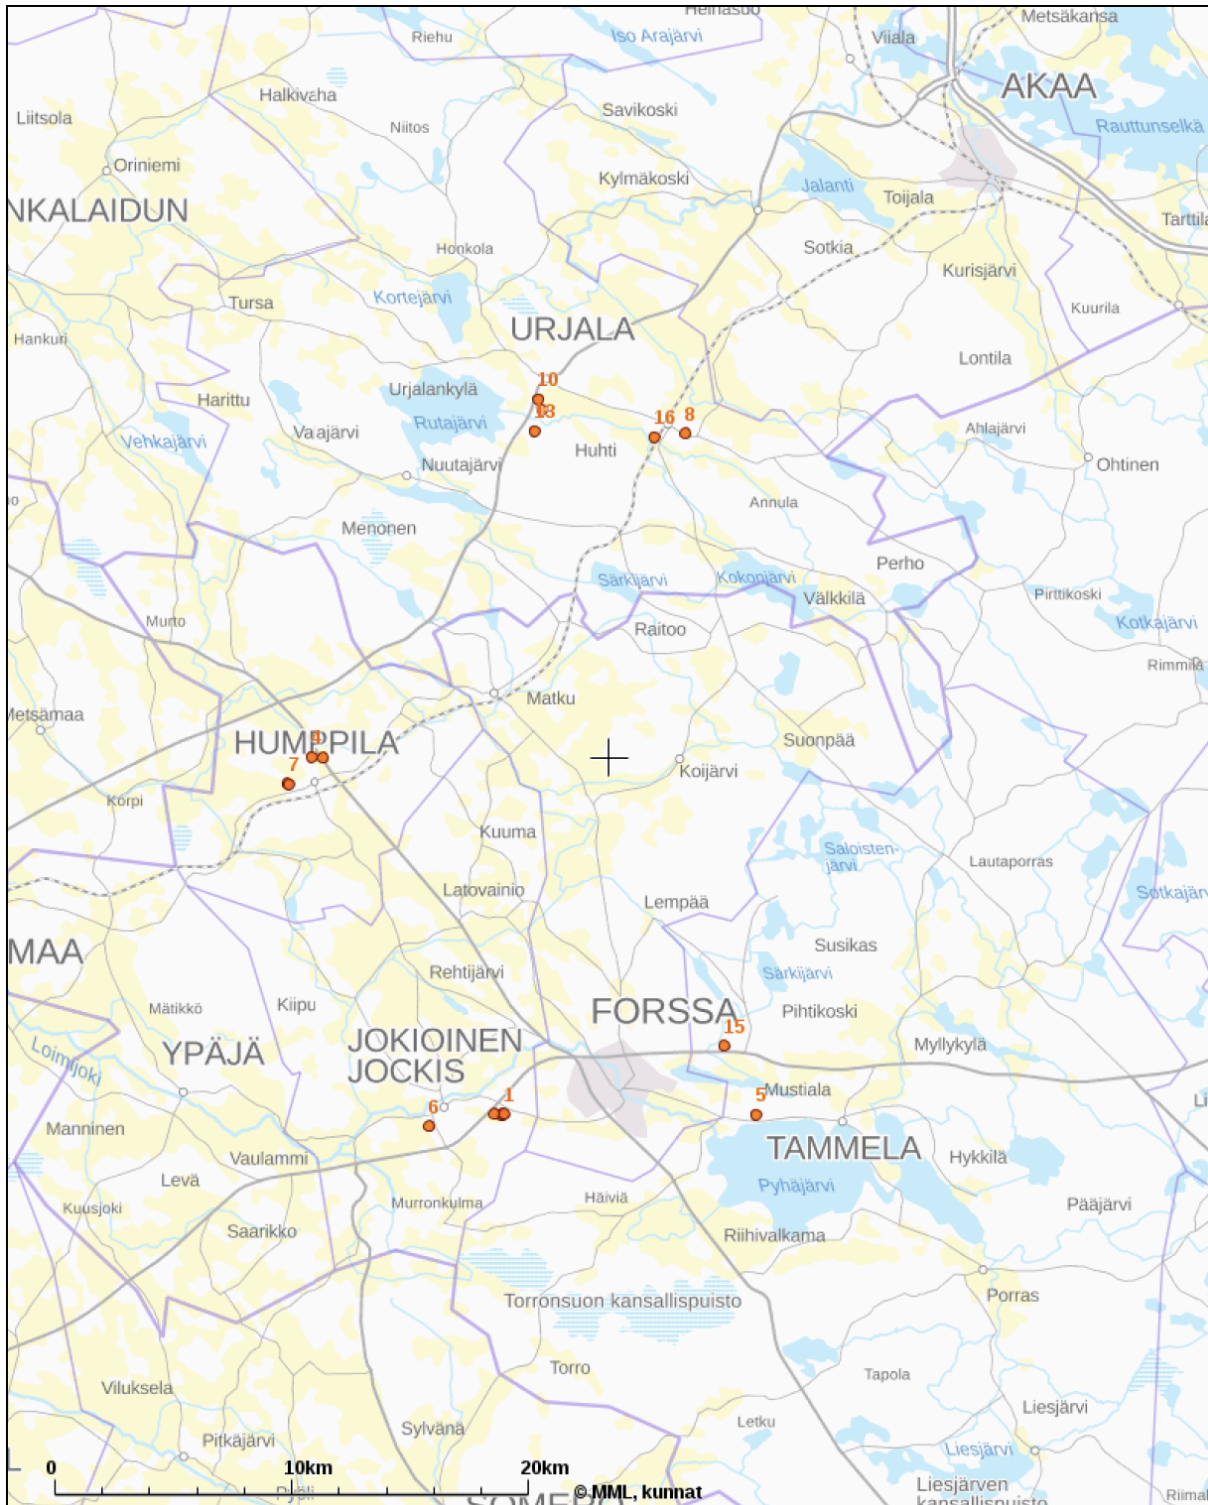 Heinäsuo
Metsäkansa
Riehu
Iso Arajärvi
Viiala
AKAA
Halkivaha
Savikoski
Liitsola
Niitos
Rauttunselkä
Oriniemi
Kylmäkoski
Jalanti
Toijala
NKALAIDUN
Tarttila
Honkola
Sotkia
Kurisjärvi
Kortejärvi
Tursa
Kuurila
URJALA
Hankuri
Lontila
10
Urjalankylä
Harittu
18
16
8
Rutajärvi
Ahlajärvi
Vehkajärvi
Huhti
Nuutajärvi
Ohtinen
Annula
Menonen
Perho
Särkijärvi
Kokonjärvi
Välkkilä
Pirttikoski
Murto
Raitoo
Kotkajärvi
Rimmilä
Matku
Metsämaa
HUMPPILA
4
Suonpää
7
Koijärvi
Korpi
Kuuma
Saloisten-
järvi
Lautaporras
Latovainio
Sotkajärv
Lempää
MAA
Susikas
Rehtijärvi
Särkijärvi
Kiipu
Mätikkö
FORSSA
Pihtikoski
15
JOKIOINEN
JOCKIS
Loimijoki
YPÄJÄ
Myllykylä
Mustiala
5
6
1
Manninen
TAMMELA
Vaulammi
Hykkilä
Levä
Pyhäjärvi
Murronkulma
Häiviä
Kuusjoki
Pääjärvi
Saarikko
Riihivalkama
Torronsuon kansallispuisto
Porras
Torro
Tapola
Viluksela
Liesjärvi
Letku
Sylvänä
Pitkäjärvi
Liesjärvi
0
10km
20km
© MML, kunnat
Liesjärven
kansallispuisto
Riimal
SOMERO